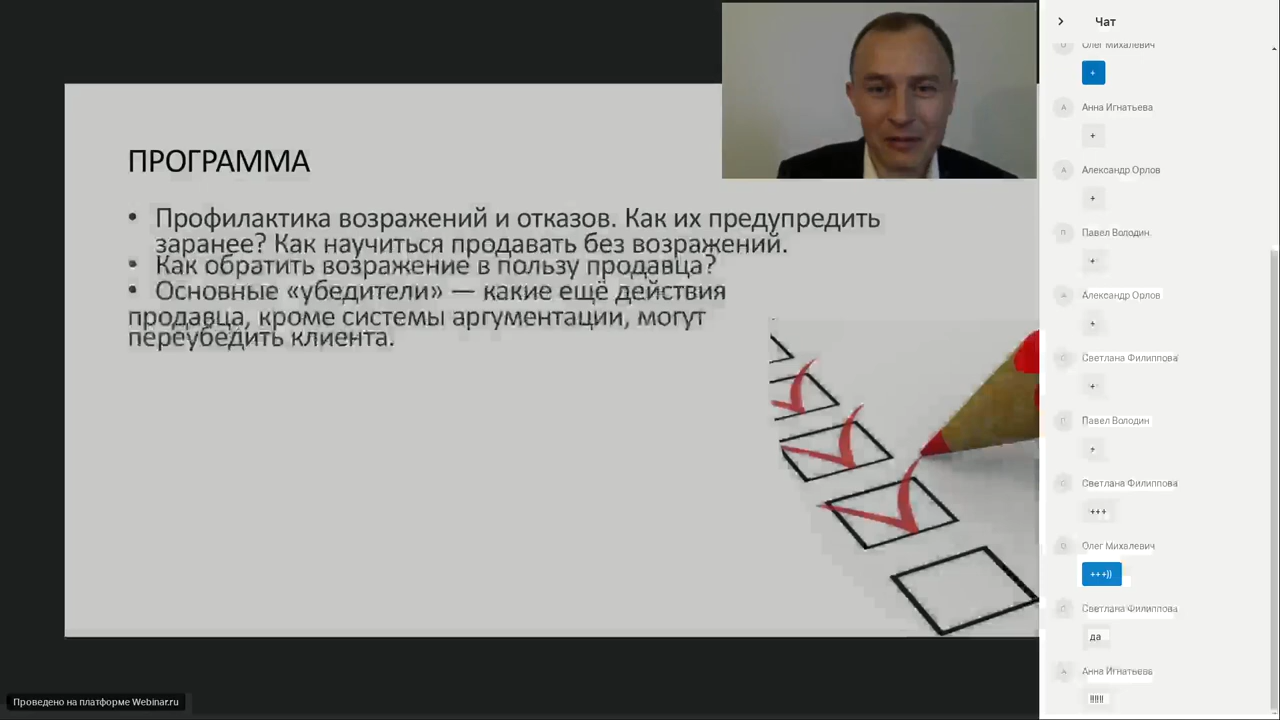 ПРОГРАММА
• Профилактика возражений и отказов. Как их предупредить
заранее? Как научиться продавать без возражений.
• Как обратить возражение в пользу продавца?
• Основные «убедители» — какие ещё действия
продавца, кроме системы аргументации, могут
переубедить клиента.
Проведено на платформе Webinar.ru
Чат
Олег Михалевич
+
А
Анна Игнатьева
+
А
Александр Орлов
+
П
Павел Володин
+
Александр Орлов
+
Светлана Филиппова
+
П
Павел Володин
+
Светлана Филиппова
+++
Олег Михалевич
+++))
Светлана Филиппова
да
А
Анна Игнатьева